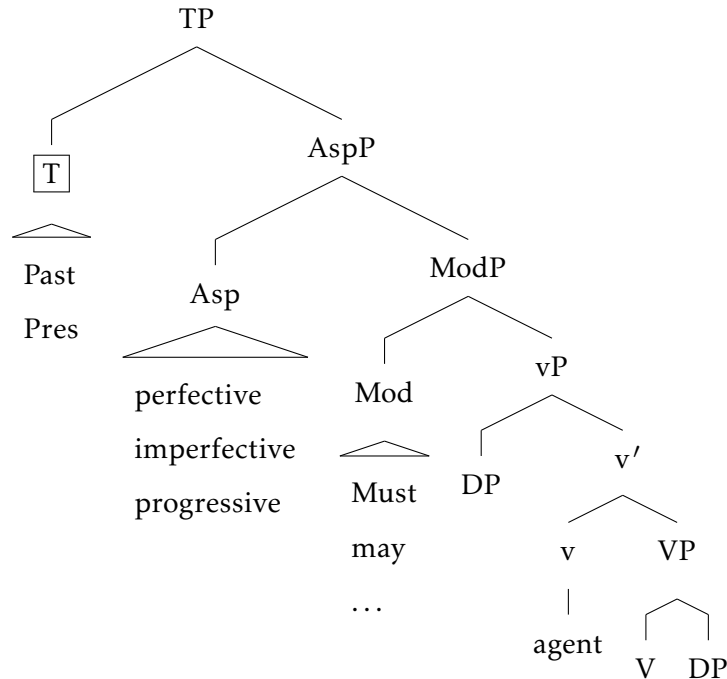 TP
T
AspP
Past
Pres
Asp
ModP
perfective
imperfective
progressive
Mod
vP
Must
may
...
DP
v′
v
VP
agent
V
DP